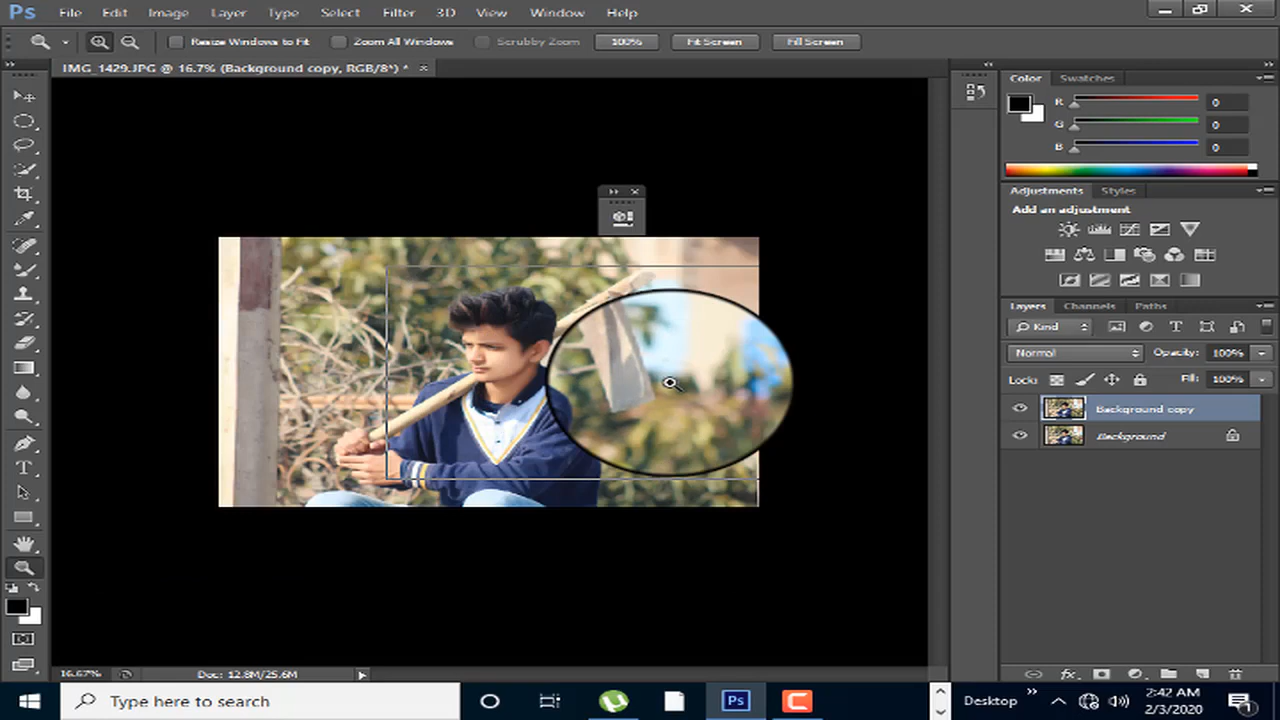 Ps File Edit Image Layer Type Select Filter 3D View Window Help
Resize Windows to Fit Zoom All Windows Scrubby Zoom 100% Fit Screen Fill Screen
IMG_1429.JPG @ 16.7% (Background copy, RGB/8*) *
Color Swatches
R 0
G 0
B 0
Adjustments Styles
Add an adjustment
Layers Channels Paths
Kind
Normal Opacity: 100%
Lock: Fill: 100%
Background copy
Background
16.67% Doc: 12.8M/25.6M
Type here to search
Ps
Desktop
2:42 AM
2/3/2020
1